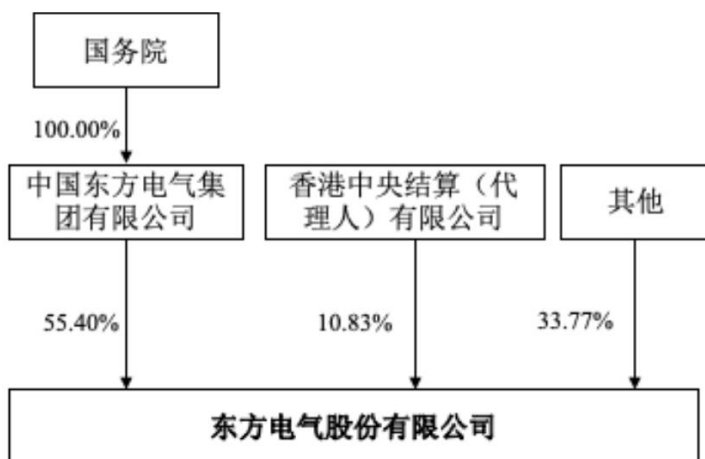 国务院
100.00%
中国东方电气集
团有限公司
香港中央结算（代
理人）有限公司
其他
55.40%
10.83%
33.77%
东方电气股份有限公司